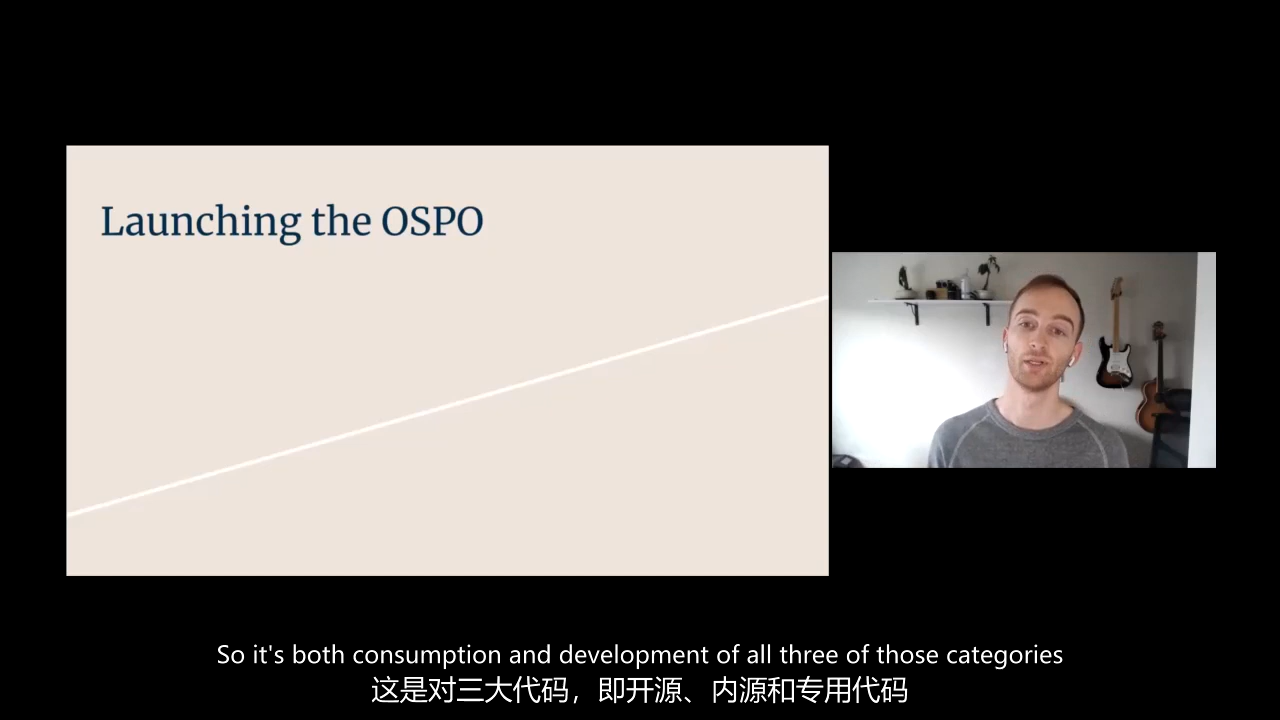 Launching the OSPO
So it's both consumption and development of all three of those categories
这是对三大代码，即开源、内源和专用代码